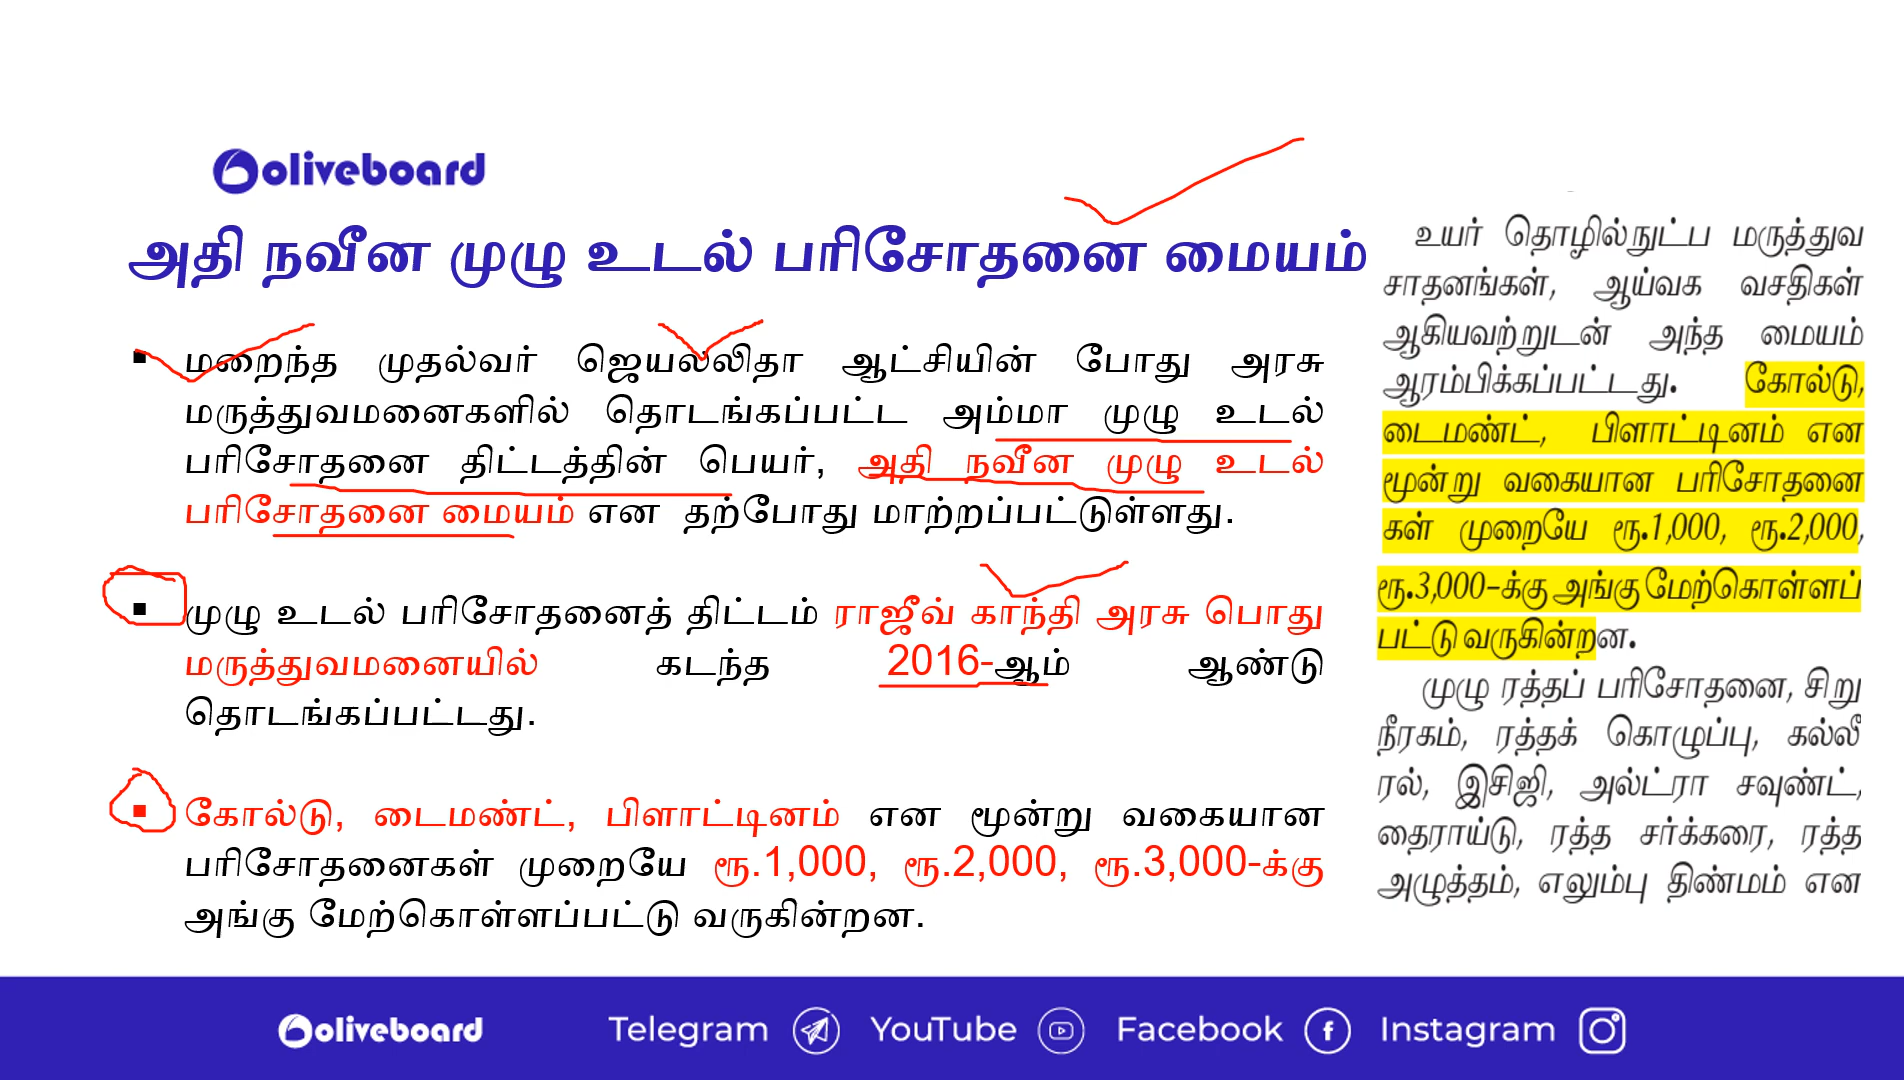 oliveboard
அதி நவீன முழு உடல் பரிசோதனை மையம்
▪ மறைந்த முதல்வர் ஜெயலலிதா ஆட்சியின் போது அரசு
மருத்துவமனைகளில் தொடங்கப்பட்ட அம்மா முழு உடல்
பரிசோதனை திட்டத்தின் பெயர், அதி நவீன முழு உடல்
பரிசோதனை மையம் என தற்போது மாற்றப்பட்டுள்ளது.
▪ முழு உடல் பரிசோதனைத் திட்டம் ராஜீவ் காந்தி அரசு பொது
மருத்துவமனையில் கடந்த 2016-ஆம் ஆண்டு
தொடங்கப்பட்டது.
▪ கோல்டு, டைமண்ட், பிளாட்டினம் என மூன்று வகையான
பரிசோதனைகள் முறையே ரூ.1,000, ரூ.2,000, ரூ.3,000-க்கு
அங்கு மேற்கொள்ளப்பட்டு வருகின்றன.
உயர் தொழில்நுட்ப மருத்துவ
சாதனங்கள், ஆய்வக வசதிகள்
ஆகியவற்றுடன் அந்த மையம்
ஆரம்பிக்கப்பட்டது. கோல்டு,
டைமண்ட், பிளாட்டினம் என
மூன்று வகையான பரிசோதனை
கள் முறையே ரூ.1,000, ரூ.2,000,
ரூ.3,000-க்கு அங்கு மேற்கொள்ளப்
பட்டு வருகின்றன.
முழு ரத்தப் பரிசோதனை, சிறு
நீரகம், ரத்தக் கொழுப்பு, கல்லீ
ரல், இசிஜி, அல்ட்ரா சவுண்ட்,
தைராய்டு, ரத்த சர்க்கரை, ரத்த
அழுத்தம், எலும்பு திண்மம் என
oliveboard Telegram YouTube Facebook Instagram